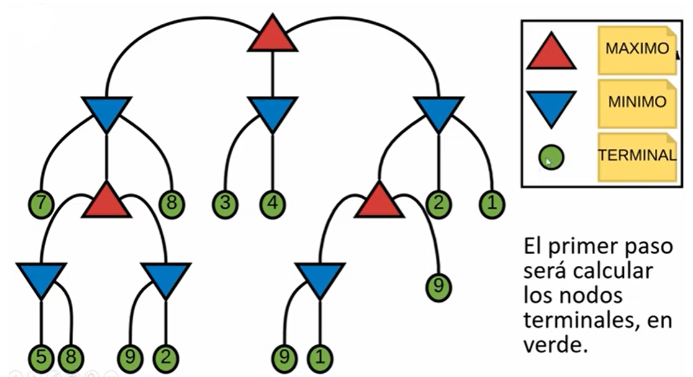 MAXIMO
MINIMO
TERMINAL
7
8
3
4
2
1
9
5
8
9
2
9
1
El primer paso
será calcular
los nodos
terminales, en
verde.